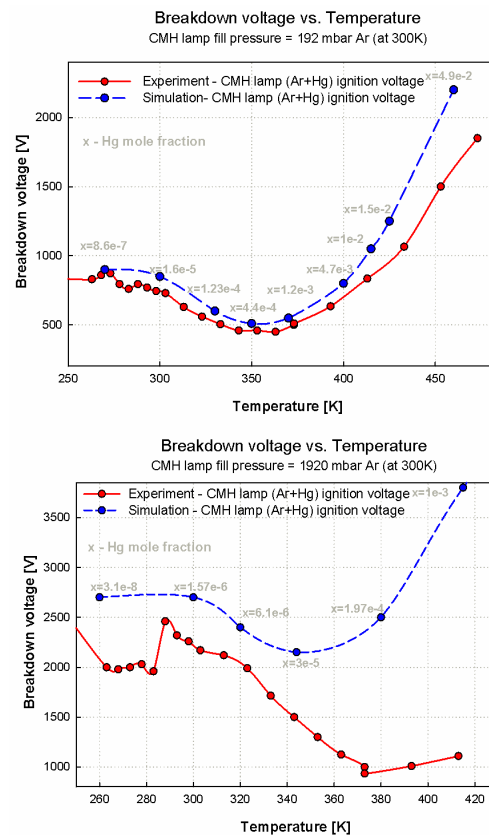 Breakdown voltage vs. Temperature
CMH lamp fill pressure = 192 mbar Ar (at 300K)
Experiment - CMH lamp (Ar+Hg) ignition voltage
Simulation- CMH lamp (Ar+Hg) ignition voltage
x=4.9e-2
x - Hg mole fraction
x=1.5e-2
x=8.6e-7
x=1e-2
x=1.6e-5
x=4.7e-3
x=1.23e-4
x=1.2e-3
x=4.4e-4
Breakdown voltage [V]
2000
1500
1000
500
250
300
350
400
450
Temperature [K]
Breakdown voltage vs. Temperature
CMH lamp fill pressure = 1920 mbar Ar (at 300K)
Experiment - CMH lamp (Ar+Hg) ignition voltage
x=1e-3
Simulation - CMH lamp (Ar+Hg) ignition voltage
x - Hg mole fraction
x=3.1e-8
x=1.57e-6
x=6.1e-6
x=1.97e-4
x=3e-5
Breakdown voltage [V]
3500
3000
2500
2000
1500
1000
260
280
300
320
340
360
380
400
420
Temperature [K]